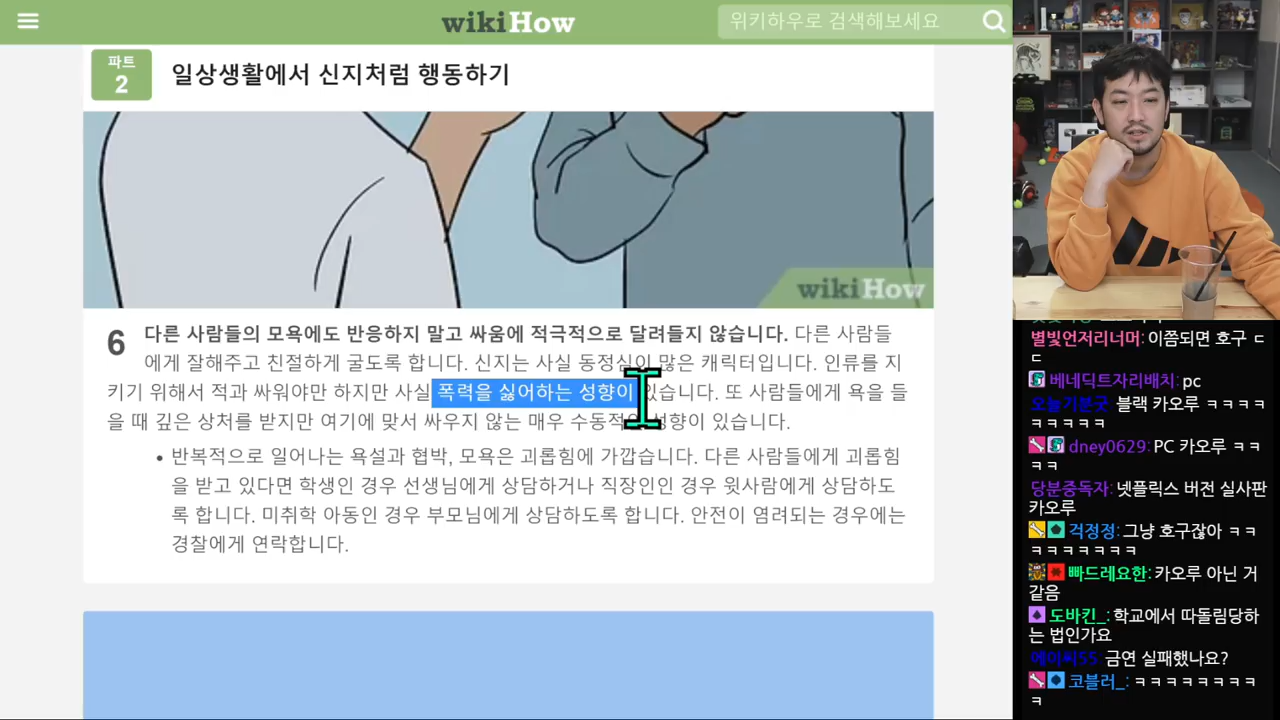 wikiHow
위키하우로 검색해보세요
파트
2
일상생활에서 신지처럼 행동하기
wikiHow
6
다른 사람들의 모욕에도 반응하지 말고 싸움에 적극적으로 달려들지 않습니다. 다른 사람들
에게 잘해주고 친절하게 굴도록 합니다. 신지는 사실 동정심이 많은 캐릭터입니다. 인류를 지
키기 위해서 적과 싸워야만 하지만 사실 폭력을 싫어하는 성향이 있습니다. 또 사람들에게 욕을 들
을 때 깊은 상처를 받지만 여기에 맞서 싸우지 않는 매우 수동적인 성향이 있습니다.
• 반복적으로 일어나는 욕설과 협박, 모욕은 괴롭힘에 가깝습니다. 다른 사람들에게 괴롭힘
을 받고 있다면 학생인 경우 선생님에게 상담하거나 직장인인 경우 윗사람에게 상담하도
록 합니다. 미취학 아동인 경우 부모님에게 상담하도록 합니다. 안전이 염려되는 경우에는
경찰에게 연락합니다.
별빛언저리너머: 이쯤되면 호구 ㄷ
ㄷ
베네딕트자리배치: pc
오늘기분굿: 블랙 카오루 ㅋㅋㅋㅋ
ㅋㅋㅋㅋㅋ
dney0629: PC 카오루 ㅋㅋ
ㅋㅋ
당분중독자: 넷플릭스 버전 실사판
카오루
걱정정: 그냥 호구잖아 ㅋㅋ
ㅋㅋㅋㅋㅋㅋㅋㅋ
빠드레요한: 카오루 아닌 거
같음
도바킨_: 학교에서 따돌림당하
는 법인가요
에이찌55: 금연 실패했나요?
코블러_: ㅋㅋㅋㅋㅋㅋㅋㅋㅋ
ㅋ